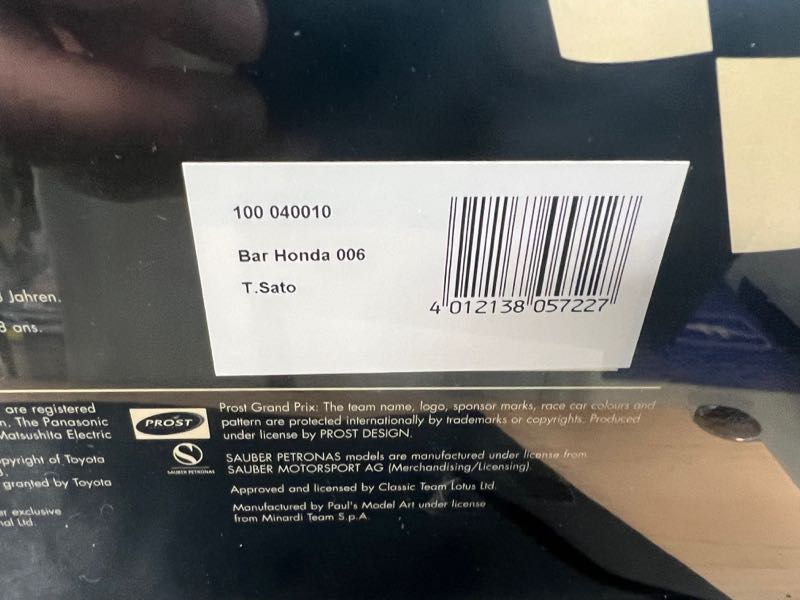 100 040010
Bar Honda 006
T.Sato
4 012138 057227
Jahren.
3 ans.
are registered
n. The Panasonic
Matsushita Electric
pyright of Toyota
granted by Toyota
er exclusive
nal Ltd.
PROST
SAUBER PETRONAS
Prost Grand Prix: The team name, logo, sponsor marks, race car colours and
pattern are protected internationally by trademarks or copyrights. Produced
under license by PROST DESIGN.
SAUBER PETRONAS models are manufactured under license from
SAUBER MOTORSPORT AG (Merchandising/Licensing)
Approved and licensed by Classic Team Lotus Ltd.
Manufactured by Paul's Model Art under license
from Minardi Team S.p.A.